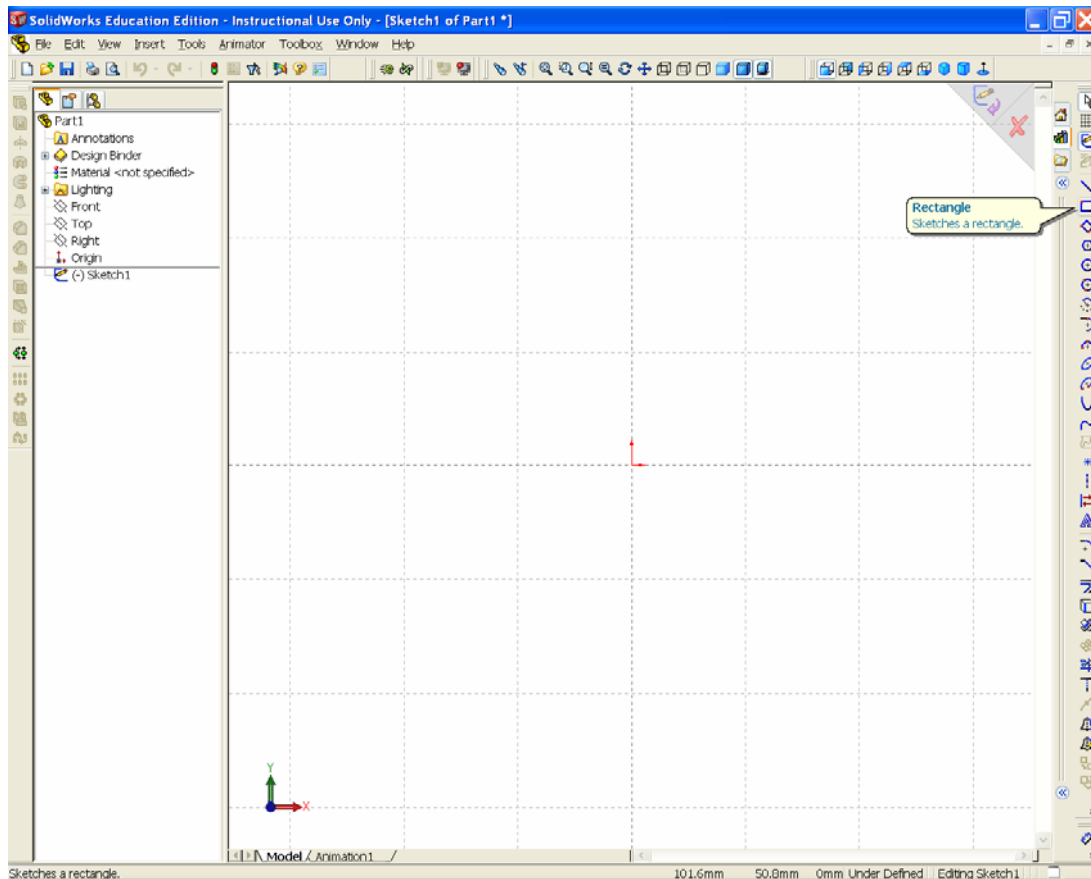 SolidWorks Education Edition - Instructional Use Only - [Sketch1 of Part1 *]
File Edit View Insert Tools Animator Toolbox Window Help
Part1
Annotations
Design Binder
Material <not specified>
Lighting
Front
Top
Right
Origin
(-) Sketch1
Rectangle
Sketches a rectangle.
Y
X
Model Animation1
Sketches a rectangle.
101.6mm 50.8mm 0mm Under Defined Editing Sketch1